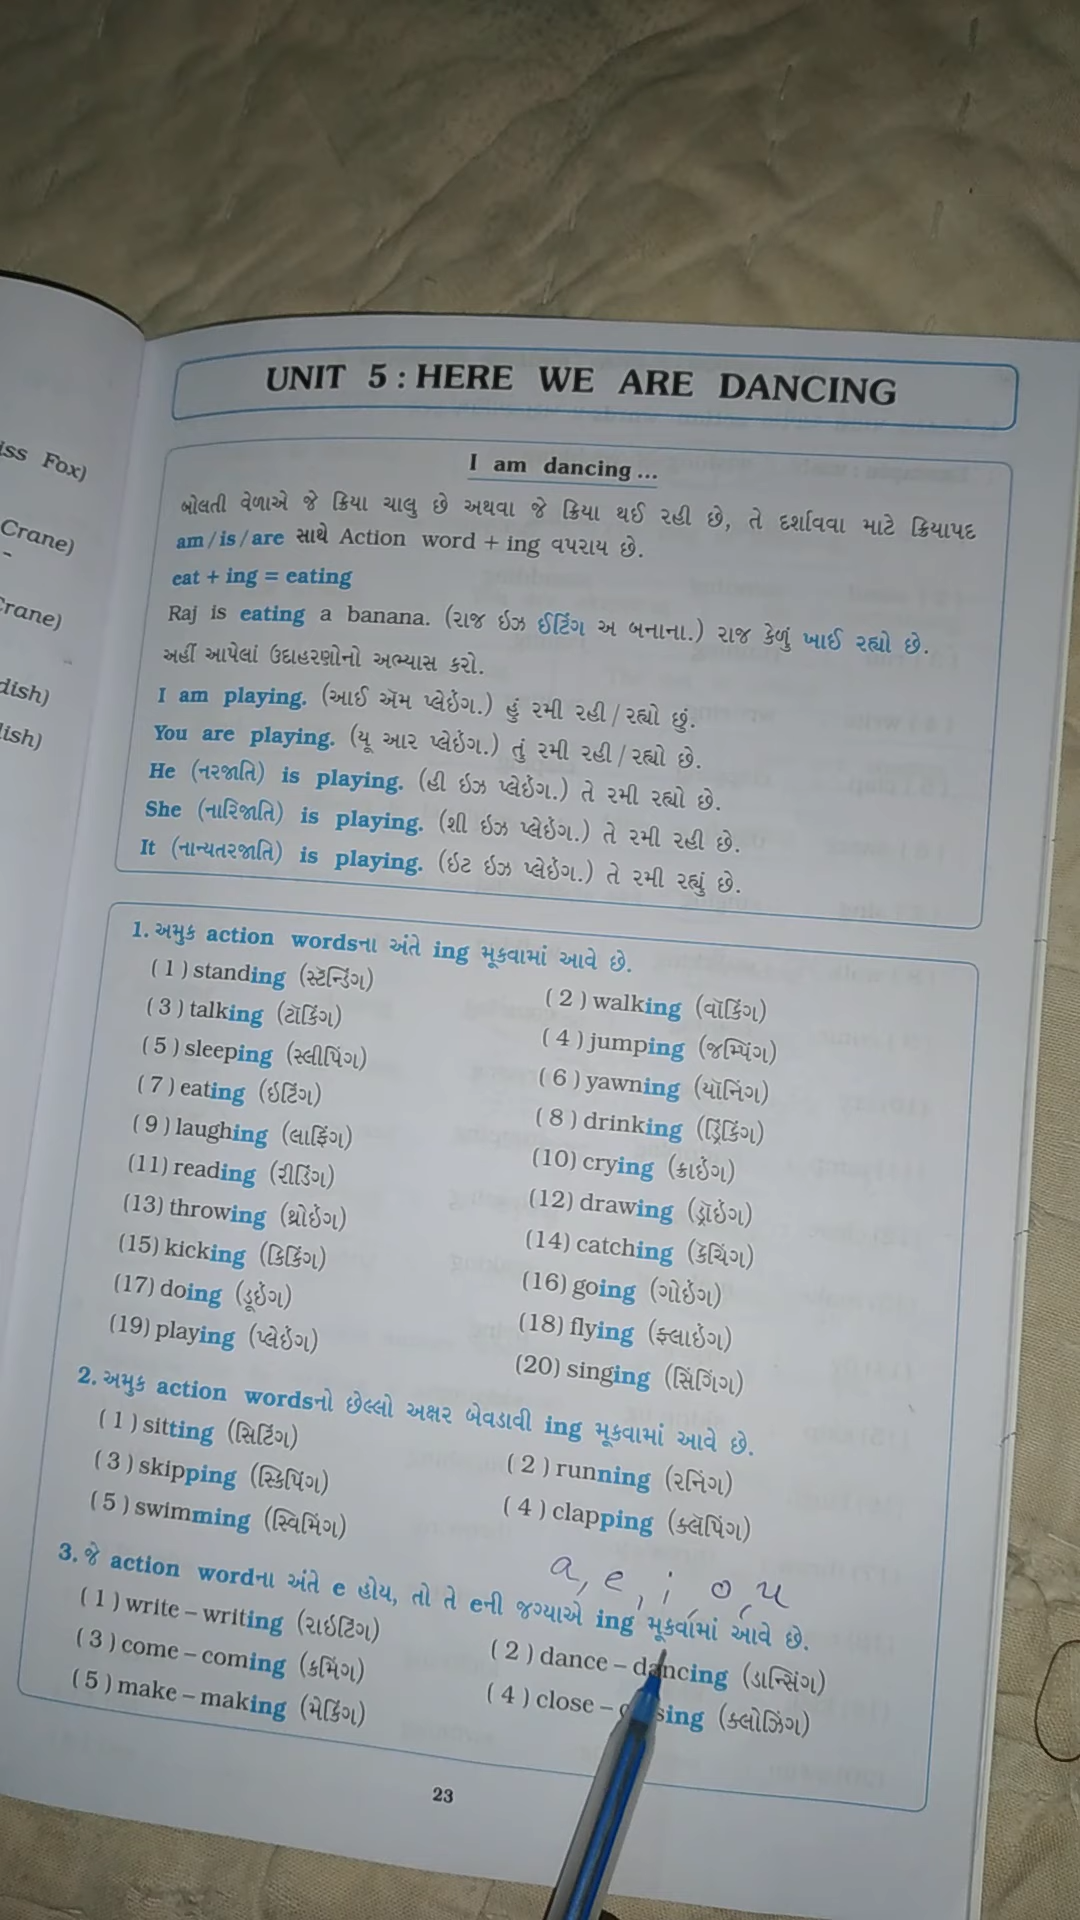 iss Fox)
Crane)
Crane)
dish)
lish)
UNIT 5 : HERE WE ARE DANCING
I am dancing ...
બોલતી વેળાએ જે ક્રિયા ચાલુ છે અથવા જે ક્રિયા થઈ રહી છે, તે દર્શાવવા માટે ક્રિયાપદ
am / is / are સાથે Action word + ing વપરાય છે.
eat + ing = eating
Raj is eating a banana. (રાજ ઇઝ ઈટિંગ અ બનાના.) રાજ કેળું ખાઈ રહ્યો છે.
અહીં આપેલાં ઉદાહરણોનો અભ્યાસ કરો.
I am playing. (આઈ ઍમ પ્લેઇંગ.) હું રમી રહી / રહ્યો છું.
You are playing. (યૂ આર પ્લેઇંગ.) તું રમી રહી / રહ્યો છે.
He (નરજાતિ) is playing. (હી ઇઝ પ્લેઇંગ.) તે રમી રહ્યો છે.
She (નારિજાતિ) is playing. (શી ઇઝ પ્લેઇંગ.) તે રમી રહી છે.
It (નાન્યતરજાતિ) is playing. (ઇટ ઇઝ પ્લેઇંગ.) તે રમી રહ્યું છે.
1. અમુક action wordsના અંતે ing મૂકવામાં આવે છે.
( 1 ) standing (સ્ટૅન્ડિંગ) ( 2 ) walking (વૉકિંગ)
( 3 ) talking (ટૉકિંગ) ( 4 ) jumping (જમ્પિંગ)
( 5 ) sleeping (સ્લીપિંગ) ( 6 ) yawning (યૉનિંગ)
( 7 ) eating (ઇટિંગ) ( 8 ) drinking (ડ્રિંકિંગ)
( 9 ) laughing (લાફિંગ) (10) crying (ક્રાઇંગ)
(11) reading (રીડિંગ) (12) drawing (ડ્રૉઇંગ)
(13) throwing (થ્રોઇંગ) (14) catching (કૅચિંગ)
(15) kicking (કિકિંગ) (16) going (ગોઇંગ)
(17) doing (ડૂઇંગ) (18) flying (ફ્લાઇંગ)
(19) playing (પ્લેઇંગ) (20) singing (સિંગિંગ)
2. અમુક action wordsનો છેલ્લો અક્ષર બેવડાવી ing મૂકવામાં આવે છે.
( 1 ) sitting (સિટિંગ) ( 2 ) running (રનિંગ)
( 3 ) skipping (સ્કિપિંગ) ( 4 ) clapping (ક્લૅપિંગ)
( 5 ) swimming (સ્વિમિંગ)
a, e, i, o, u
3. જે action wordના અંતે e હોય, તો તે eની જગ્યાએ ing મૂકવામાં આવે છે.
( 1 ) write – writing (રાઇટિંગ) ( 2 ) dance – dancing (ડાન્સિંગ)
( 3 ) come – coming (કમિંગ) ( 4 ) close – sing (ક્લોઝિંગ)
( 5 ) make – making (મેકિંગ)
23